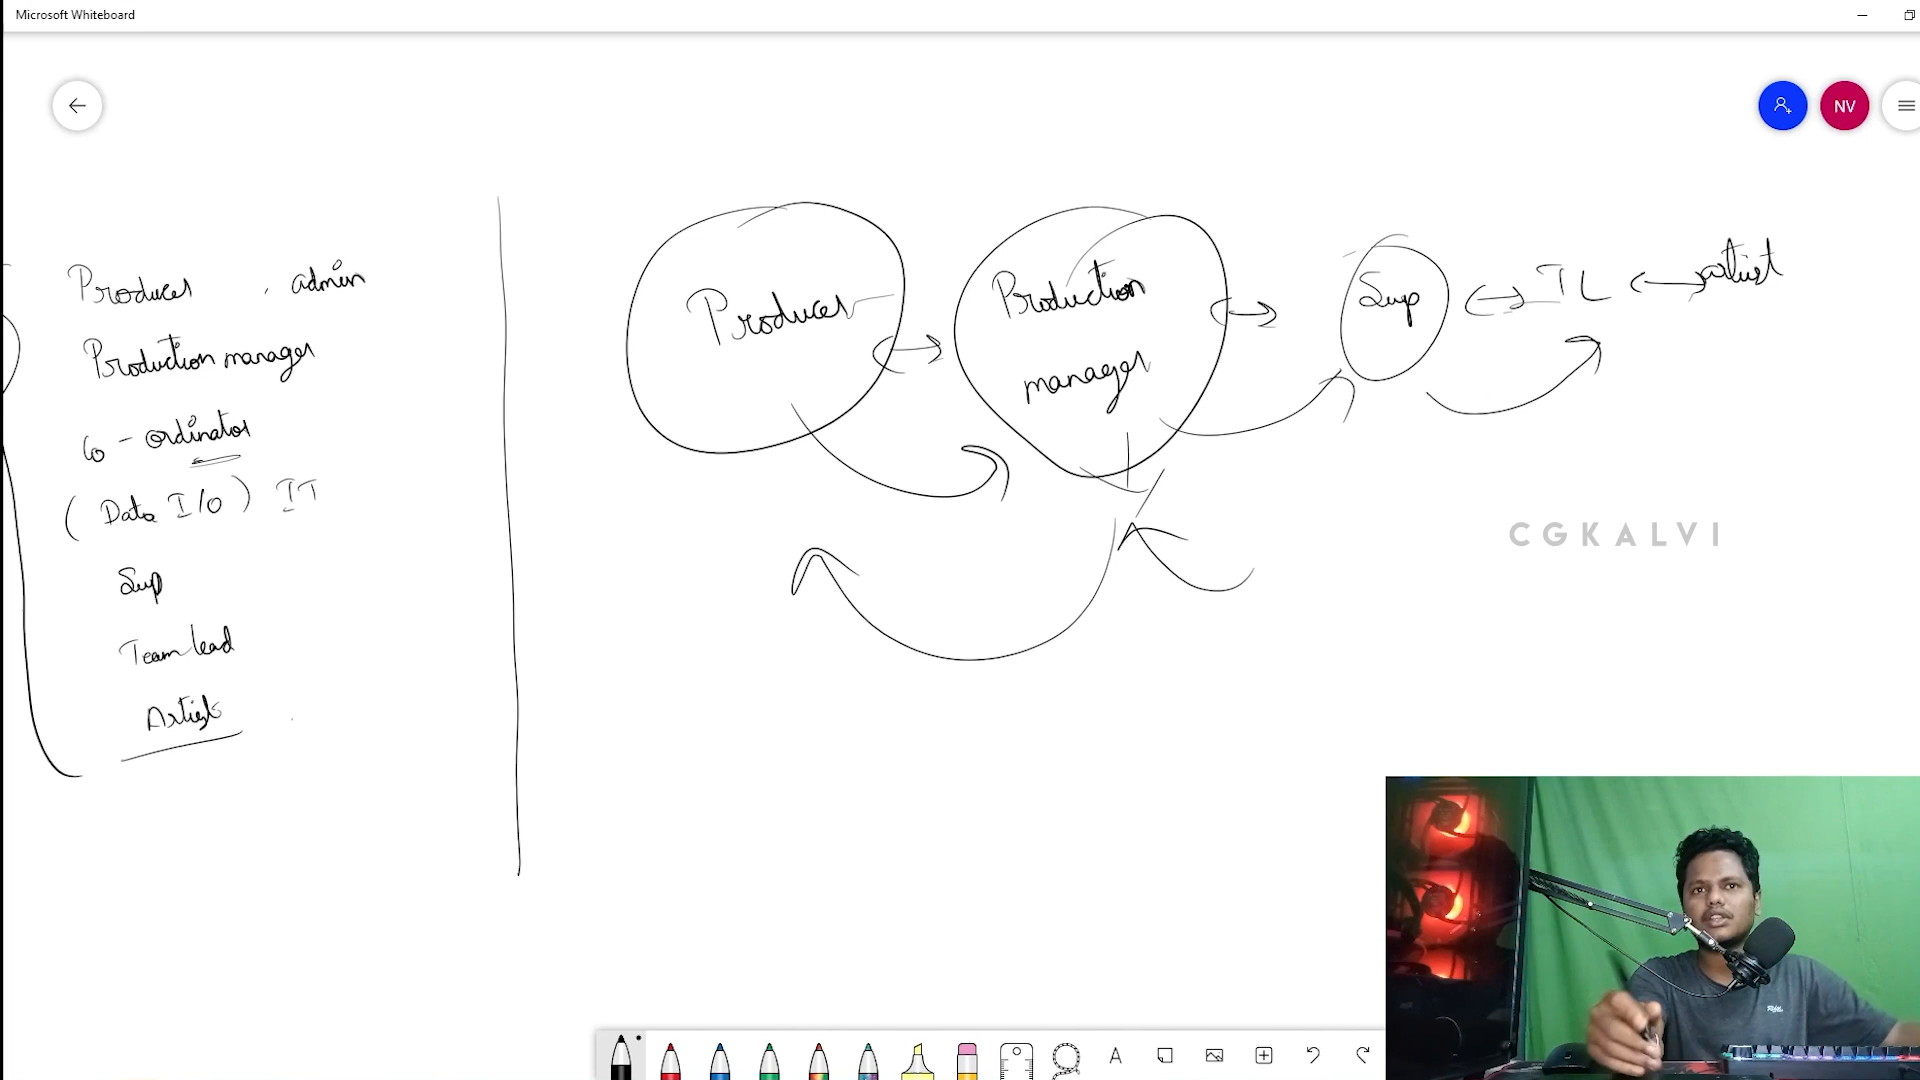 Microsoft Whiteboard
NV
Producer , admin
Production manager
Co-ordinator
(Data I/O) IT
Sup
Team lead
Artists
Producer
Production
manager
Sup
TL
artist
CGKALVI
A